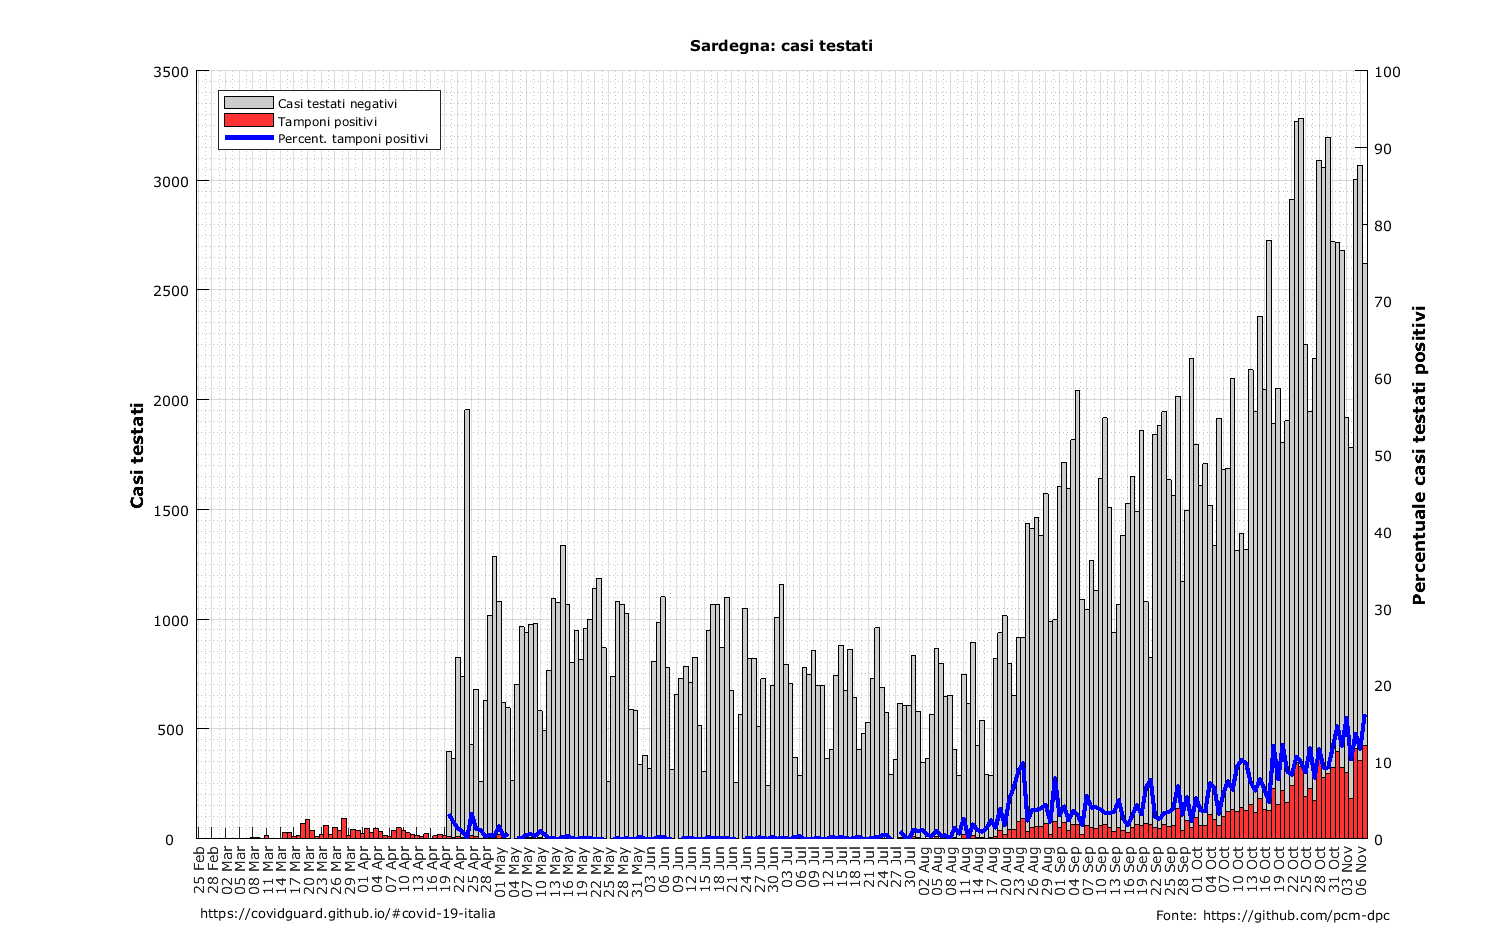 Sardegna: casi testati
3500
3000
2500
2000
1500
1000
500
0
100
90
80
70
60
50
40
30
20
10
0
Casi testati negativi
Tamponi positivi
Percent. tamponi positivi
Casi testati
Percentuale casi testati positivi
25 Feb
28 Feb
02 Mar
05 Mar
08 Mar
11 Mar
14 Mar
17 Mar
20 Mar
23 Mar
26 Mar
29 Mar
01 Apr
04 Apr
07 Apr
10 Apr
13 Apr
16 Apr
19 Apr
22 Apr
25 Apr
28 Apr
01 May
04 May
07 May
10 May
13 May
16 May
19 May
22 May
25 May
28 May
31 May
03 Jun
06 Jun
09 Jun
12 Jun
15 Jun
18 Jun
21 Jun
24 Jun
27 Jun
30 Jun
03 Jul
06 Jul
09 Jul
12 Jul
15 Jul
18 Jul
21 Jul
24 Jul
27 Jul
30 Jul
02 Aug
05 Aug
08 Aug
11 Aug
14 Aug
17 Aug
20 Aug
23 Aug
26 Aug
29 Aug
01 Sep
04 Sep
07 Sep
10 Sep
13 Sep
16 Sep
19 Sep
22 Sep
25 Sep
28 Sep
01 Oct
04 Oct
07 Oct
10 Oct
13 Oct
16 Oct
19 Oct
22 Oct
25 Oct
28 Oct
31 Oct
03 Nov
06 Nov
https://covidguard.github.io/#covid-19-italia
Fonte: https://github.com/pcm-dpc